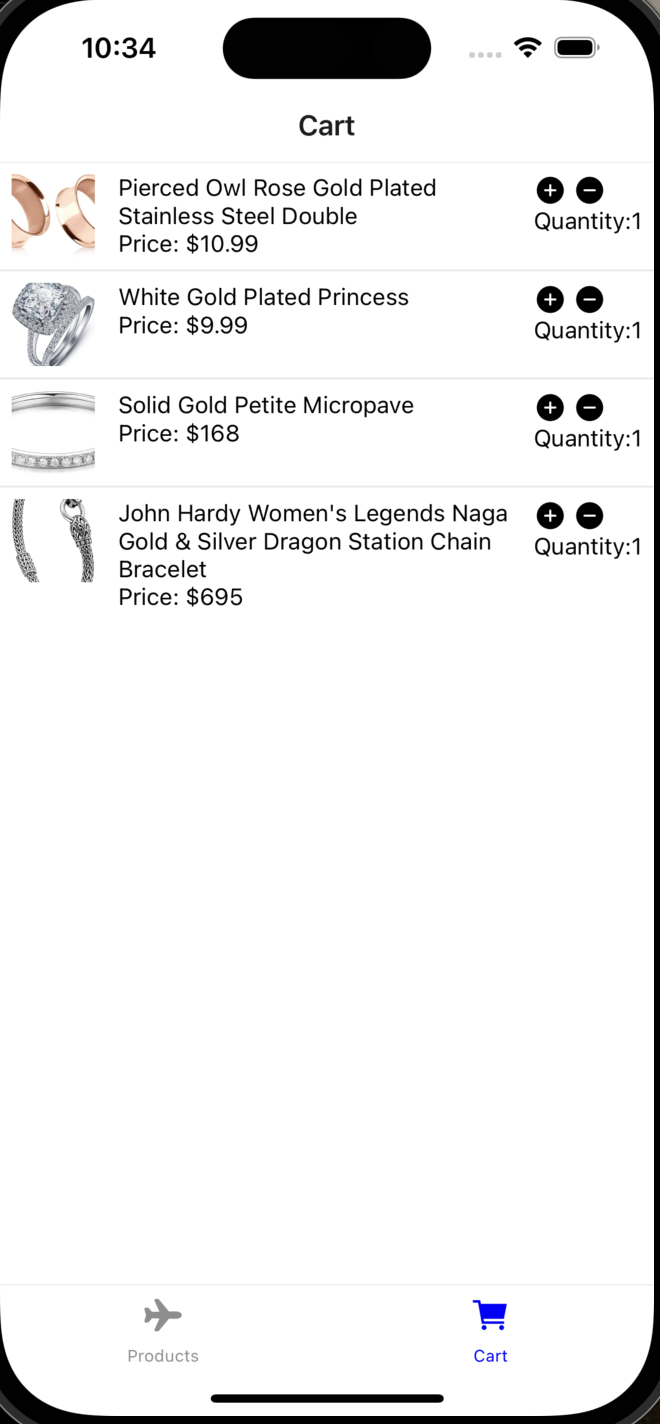 10:34
Cart
Pierced Owl Rose Gold Plated
Stainless Steel Double
Price: $10.99
Quantity:1
White Gold Plated Princess
Price: $9.99
Quantity:1
Solid Gold Petite Micropave
Price: $168
Quantity:1
John Hardy Women's Legends Naga
Gold & Silver Dragon Station Chain
Bracelet
Price: $695
Quantity:1
Products
Cart